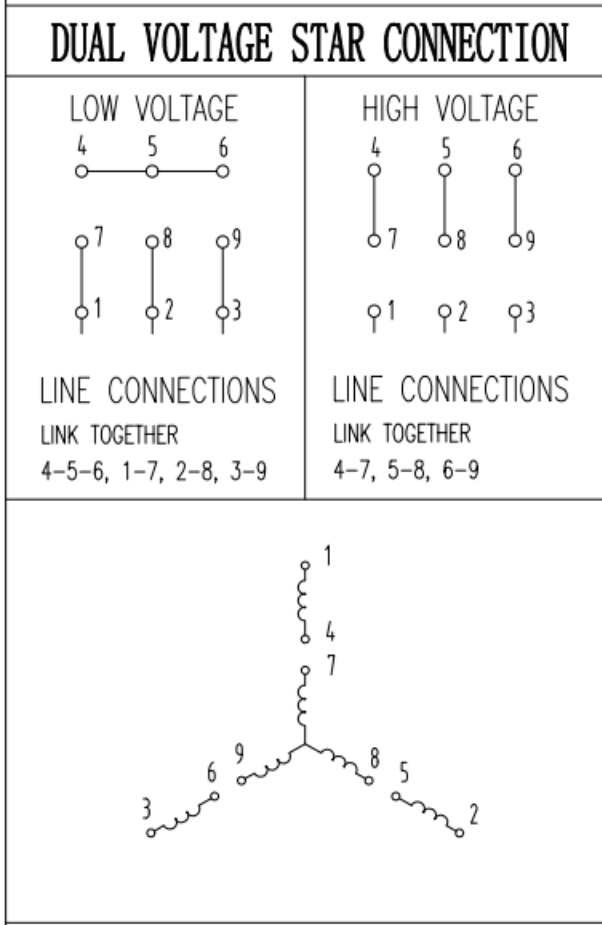 DUAL VOLTAGE STAR CONNECTION
LOW VOLTAGE
4 5 6
7 8 9
1 2 3
LINE CONNECTIONS
LINK TOGETHER
4-5-6, 1-7, 2-8, 3-9
HIGH VOLTAGE
4 5 6
7 8 9
1 2 3
LINE CONNECTIONS
LINK TOGETHER
4-7, 5-8, 6-9
1
4
7
9 8
6 5
3 2